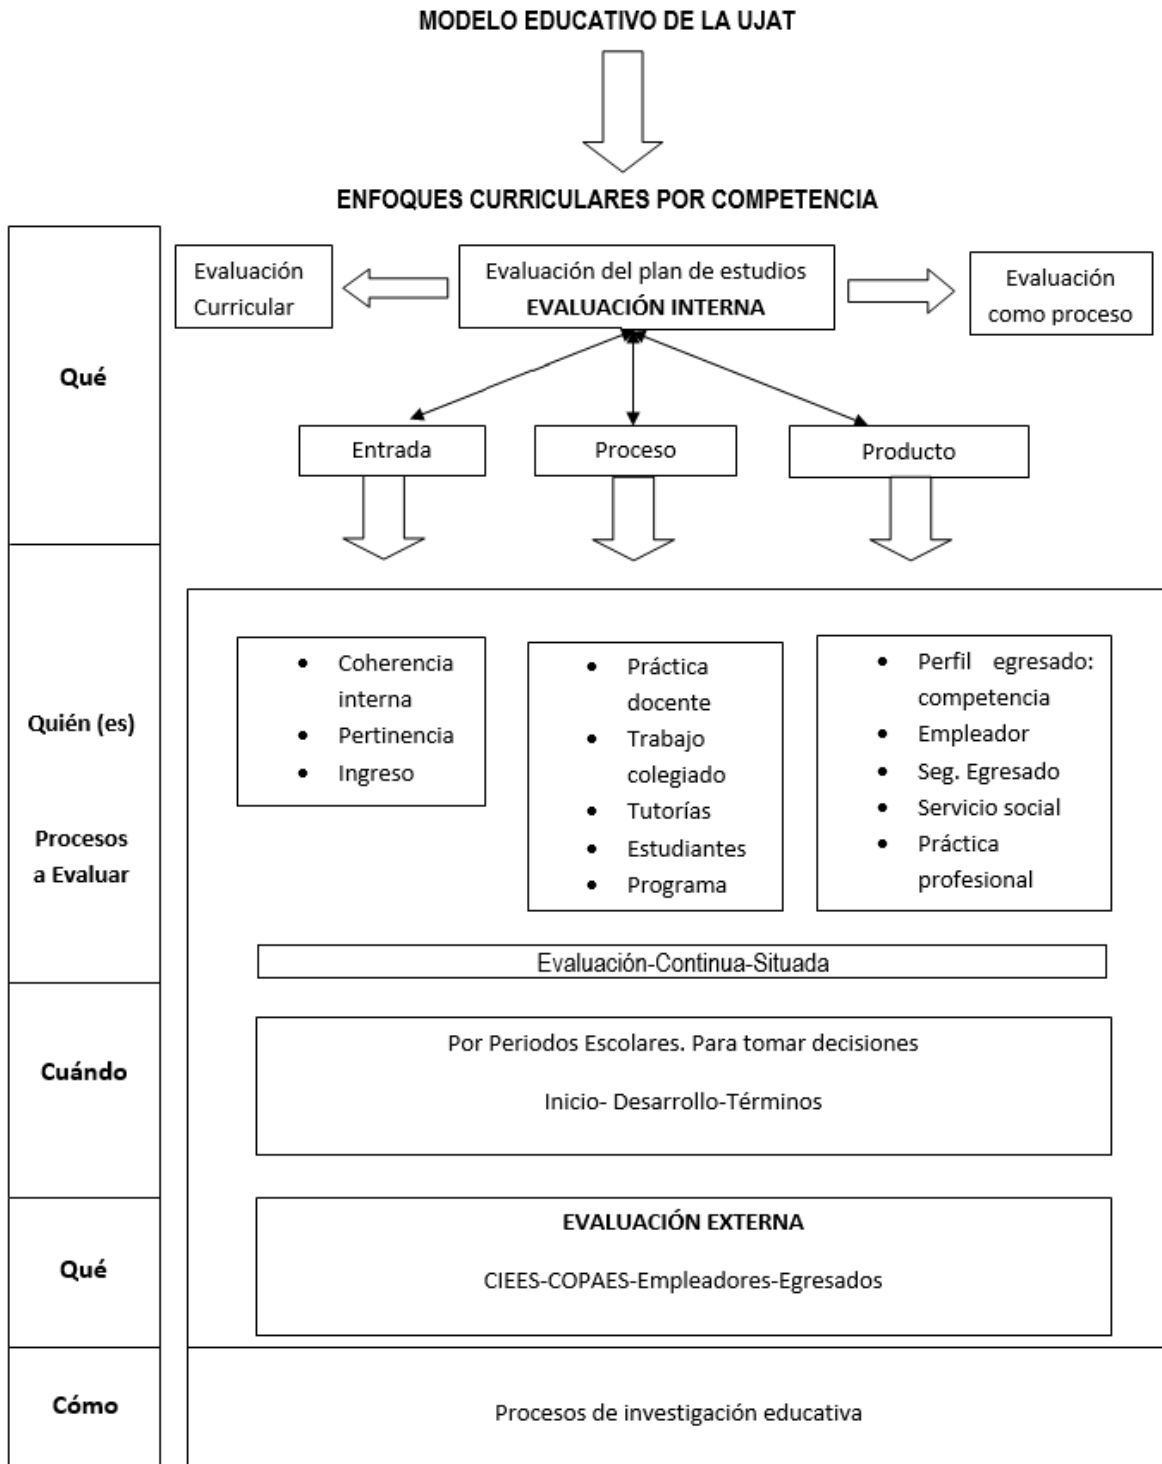 MODELO EDUCATIVO DE LA UJAT
ENFOQUES CURRICULARES POR COMPETENCIA
Qué
Evaluación
Curricular
Evaluación del plan de estudios
EVALUACIÓN INTERNA
Evaluación
como proceso
Entrada
Proceso
Producto
Quién (es)
Procesos
a Evaluar
• Coherencia
interna
• Pertinencia
• Ingreso
• Práctica
docente
• Trabajo
colegiado
• Tutorías
• Estudiantes
• Programa
• Perfil egresado:
competencia
• Empleador
• Seg. Egresado
• Servicio social
• Práctica
profesional
Evaluación-Continua-Situada
Cuándo
Por Periodos Escolares. Para tomar decisiones
Inicio- Desarrollo-Términos
Qué
EVALUACIÓN EXTERNA
CIEES-COPAES-Empleadores-Egresados
Cómo
Procesos de investigación educativa